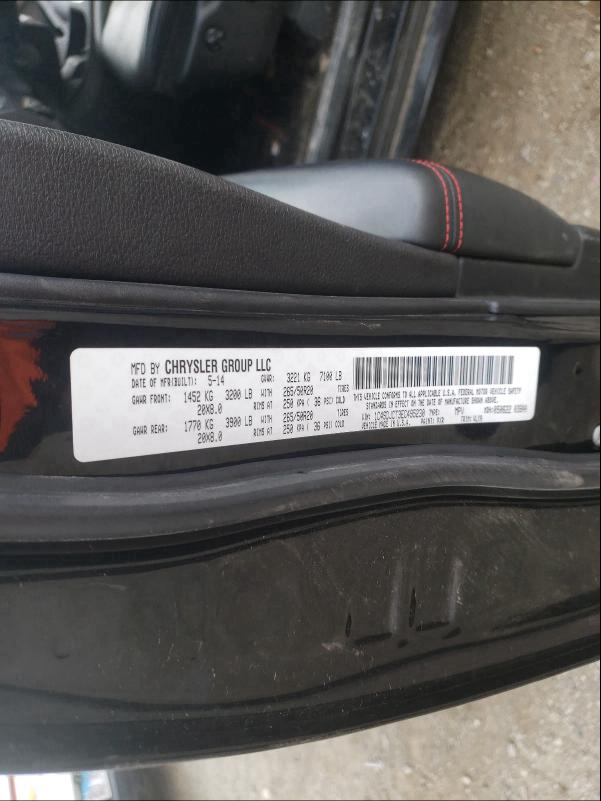 MFD BY CHRYSLER GROUP LLC
DATE OF MFR(BUILT): 5-14 GVWR: 3221 KG 7100 LB
GAWR FRONT: 1452 KG 3200 LB WITH 265/50R20 TIRES
20X8.0 RIMS AT 250 KPA ( 36 PSI COLD
GAWR REAR: 1770 KG 3900 LB WITH 265/50R20 TIRES
20X8.0 RIMS AT 250 KPA ( 36 PSI COLD
THIS VEHICLE CONFORMS TO ALL APPLICABLE U.S.A. FEDERAL MOTOR VEHICLE SAFETY
STANDARDS IN EFFECT ON THE DATE OF MANUFACTURE SHOWN ABOVE.
VIN: TYPE: MPV MDH:
VEHICLE MADE IN U.S.A. PAINT: PXR TRIM: